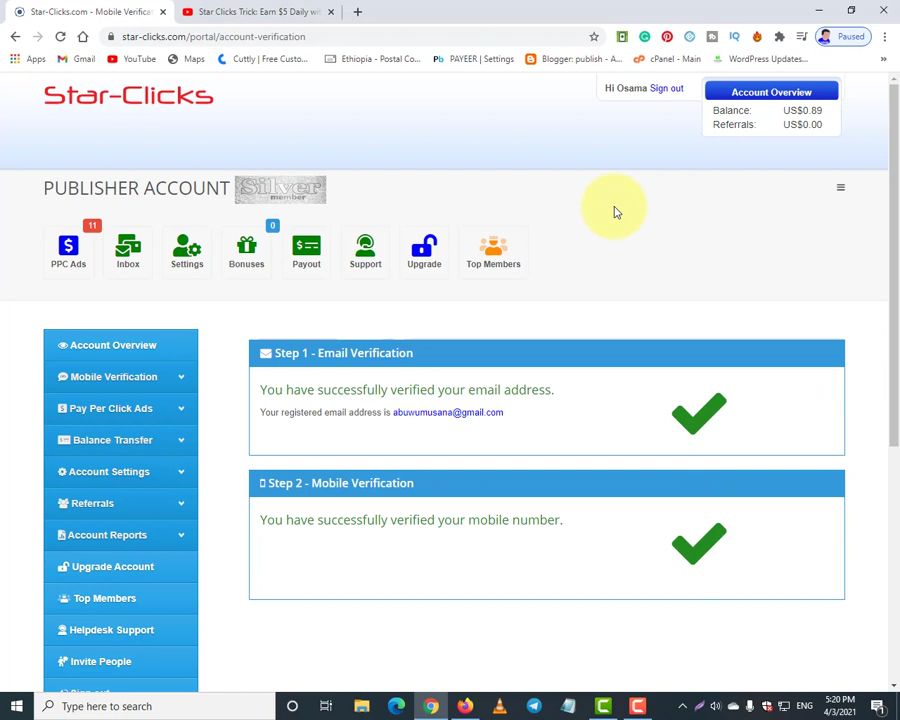 Star-Clicks.com - Mobile Verificat
Star Clicks Trick: Earn $5 Daily wit
star-clicks.com/portal/account-verification
Paused
Apps
Gmail
YouTube
Maps
Cuttly | Free Custo...
Ethiopia - Postal Co...
Pb PAYEER | Settings
Blogger: publish - A...
cPanel - Main
WordPress Updates...
»
Star-Clicks
Hi Osama Sign out
Account Overview
Balance: US$0.89
Referrals: US$0.00
PUBLISHER ACCOUNT Silver member
11
0
PPC Ads
Inbox
Settings
Bonuses
Payout
Support
Upgrade
Top Members
Account Overview
Mobile Verification
Pay Per Click Ads
Balance Transfer
Account Settings
Referrals
Account Reports
Upgrade Account
Top Members
Helpdesk Support
Invite People
Step 1 - Email Verification
You have successfully verified your email address.
Your registered email address is abuwumusana@gmail.com
Step 2 - Mobile Verification
You have successfully verified your mobile number.
Type here to search
5:20 PM
4/3/2021